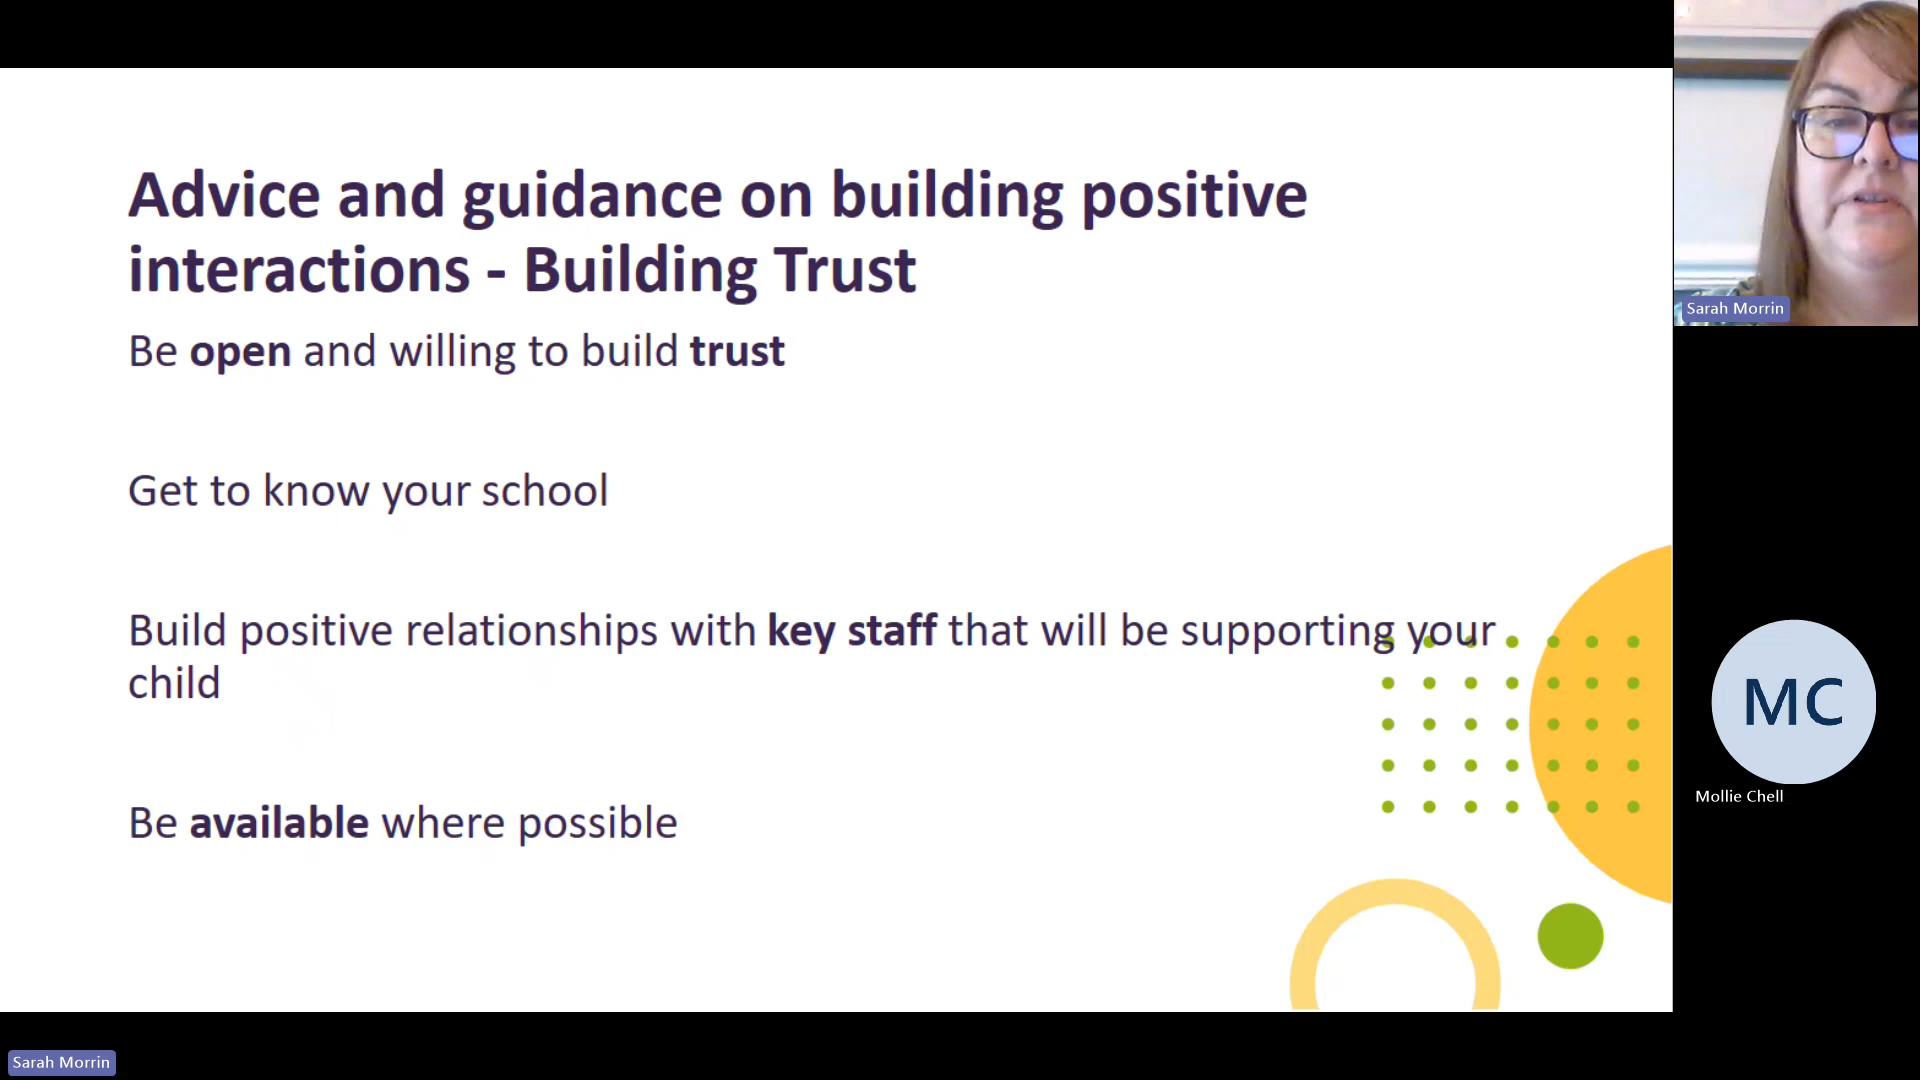 Advice and guidance on building positive
interactions - Building Trust
Be open and willing to build trust
Get to know your school
Build positive relationships with key staff that will be supporting your
child
Be available where possible
Sarah Morrin
MC
Mollie Chell
Sarah Morrin